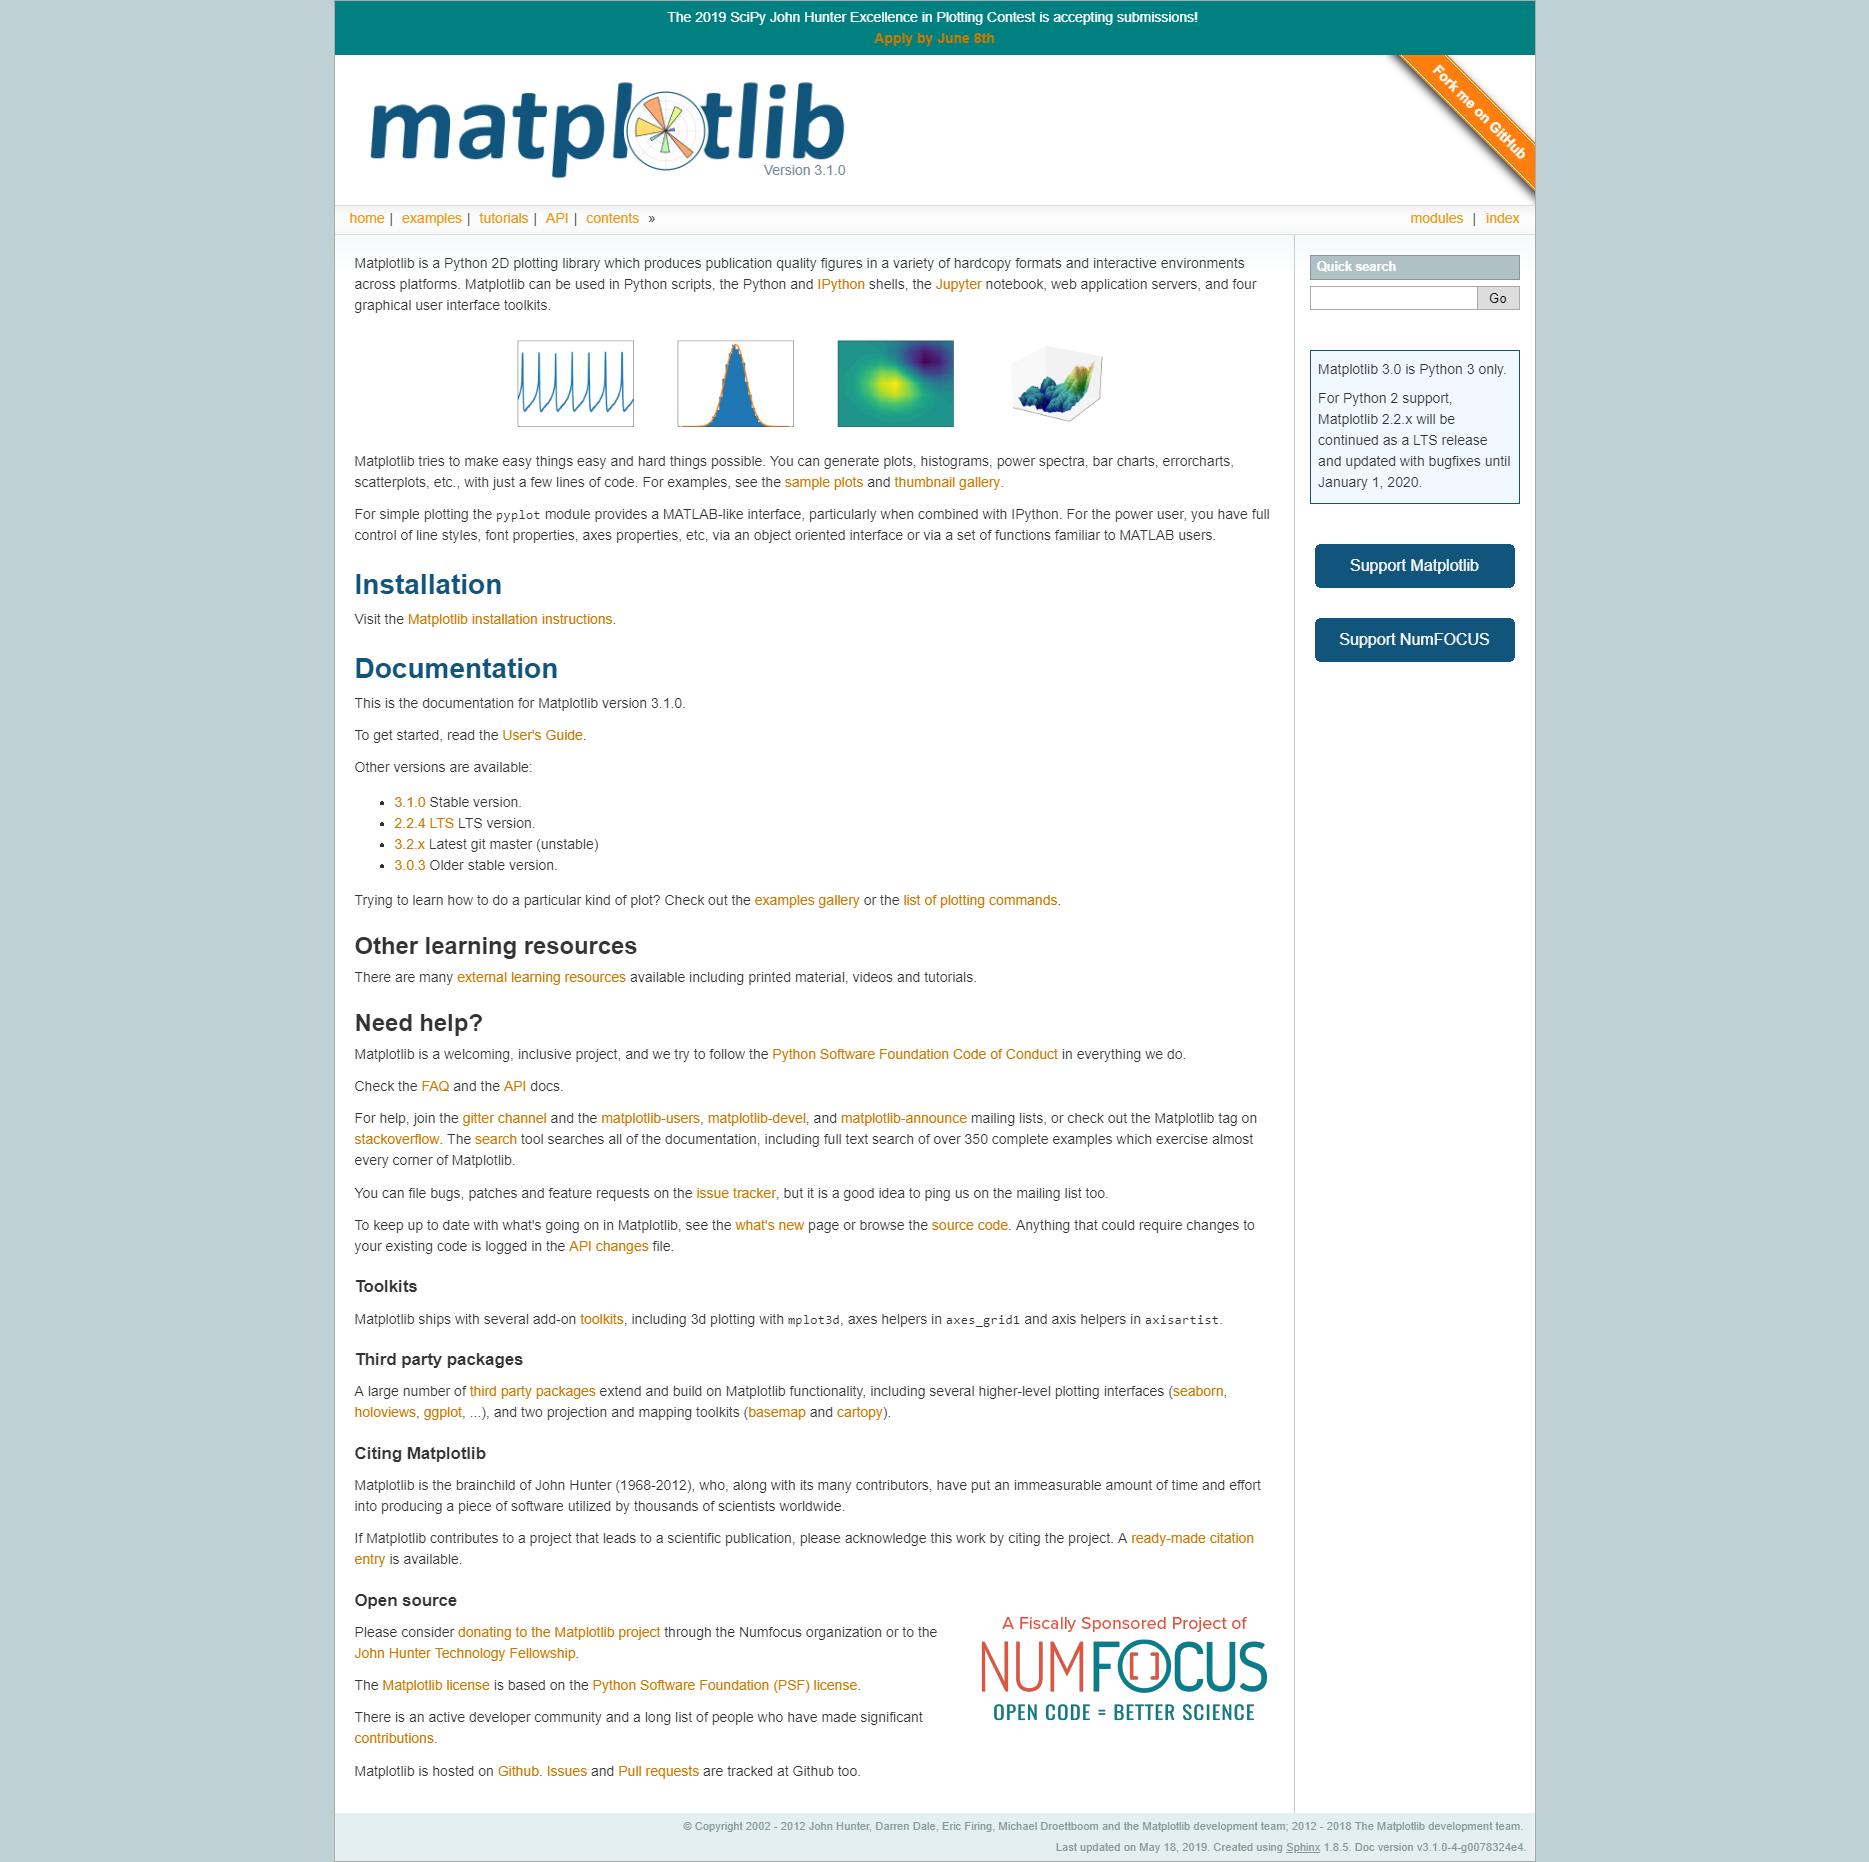 The 2019 SciPy John Hunter Excellence in Plotting Contest is accepting submissions!
Apply by June 8th
Fork me on GitHub
matplotlib
Version 3.1.0
home | examples | tutorials | API | contents »
modules | index
Matplotlib is a Python 2D plotting library which produces publication quality figures in a variety of hardcopy formats and interactive environments
across platforms. Matplotlib can be used in Python scripts, the Python and IPython shells, the Jupyter notebook, web application servers, and four
graphical user interface toolkits.
Matplotlib tries to make easy things easy and hard things possible. You can generate plots, histograms, power spectra, bar charts, errorcharts,
scatterplots, etc., with just a few lines of code. For examples, see the sample plots and thumbnail gallery.
For simple plotting the pyplot module provides a MATLAB-like interface, particularly when combined with IPython. For the power user, you have full
control of line styles, font properties, axes properties, etc, via an object oriented interface or via a set of functions familiar to MATLAB users.
Installation
Visit the Matplotlib installation instructions.
Documentation
This is the documentation for Matplotlib version 3.1.0.
To get started, read the User's Guide.
Other versions are available:
• 3.1.0 Stable version.
• 2.2.4 LTS LTS version.
• 3.2.x Latest git master (unstable)
• 3.0.3 Older stable version.
Trying to learn how to do a particular kind of plot? Check out the examples gallery or the list of plotting commands.
Other learning resources
There are many external learning resources available including printed material, videos and tutorials.
Need help?
Matplotlib is a welcoming, inclusive project, and we try to follow the Python Software Foundation Code of Conduct in everything we do.
Check the FAQ and the API docs.
For help, join the gitter channel and the matplotlib-users, matplotlib-devel, and matplotlib-announce mailing lists, or check out the Matplotlib tag on
stackoverflow. The search tool searches all of the documentation, including full text search of over 350 complete examples which exercise almost
every corner of Matplotlib.
You can file bugs, patches and feature requests on the issue tracker, but it is a good idea to ping us on the mailing list too.
To keep up to date with what's going on in Matplotlib, see the what's new page or browse the source code. Anything that could require changes to
your existing code is logged in the API changes file.
Toolkits
Matplotlib ships with several add-on toolkits, including 3d plotting with mplot3d, axes helpers in axes_grid1 and axis helpers in axisartist.
Third party packages
A large number of third party packages extend and build on Matplotlib functionality, including several higher-level plotting interfaces (seaborn,
holoviews, ggplot, ...), and two projection and mapping toolkits (basemap and cartopy).
Citing Matplotlib
Matplotlib is the brainchild of John Hunter (1968-2012), who, along with its many contributors, have put an immeasurable amount of time and effort
into producing a piece of software utilized by thousands of scientists worldwide.
If Matplotlib contributes to a project that leads to a scientific publication, please acknowledge this work by citing the project. A ready-made citation
entry is available.
Open source
Please consider donating to the Matplotlib project through the Numfocus organization or to the
John Hunter Technology Fellowship.
The Matplotlib license is based on the Python Software Foundation (PSF) license.
There is an active developer community and a long list of people who have made significant
contributions.
Matplotlib is hosted on Github. Issues and Pull requests are tracked at Github too.
A Fiscally Sponsored Project of
NUMFOCUS
OPEN CODE = BETTER SCIENCE
Quick search
Go
Matplotlib 3.0 is Python 3 only.
For Python 2 support,
Matplotlib 2.2.x will be
continued as a LTS release
and updated with bugfixes until
January 1, 2020.
Support Matplotlib
Support NumFOCUS
© Copyright 2002 - 2012 John Hunter, Darren Dale, Eric Firing, Michael Droettboom and the Matplotlib development team; 2012 - 2018 The Matplotlib development team.
Last updated on May 18, 2019. Created using Sphinx 1.8.5. Doc version v3.1.0-4-g0078324e4.